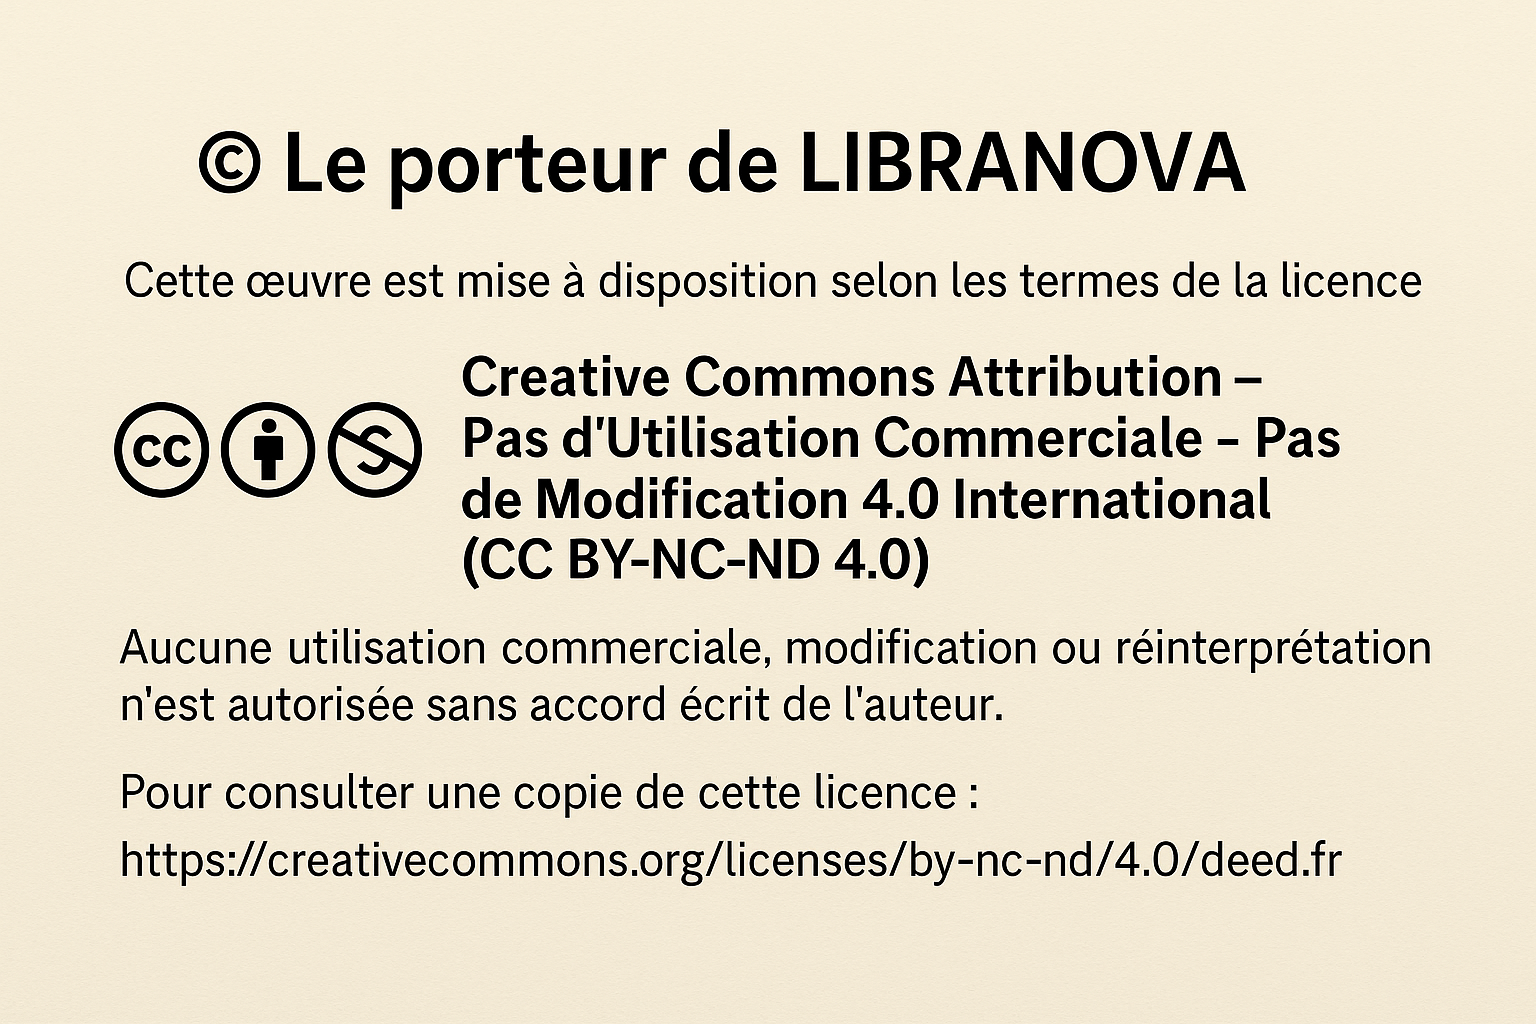 © Le porteur de LIBRANOVA
Cette œuvre est mise à disposition selon les termes de la licence
Creative Commons Attribution –
cc Pas d'Utilisation Commerciale – Pas
de Modification 4.0 International
(CC BY-NC-ND 4.0)
Aucune utilisation commerciale, modification ou réinterprétation
n'est autorisée sans accord écrit de l'auteur.
Pour consulter une copie de cette licence :
https://creativecommons.org/licenses/by-nc-nd/4.0/deed.fr